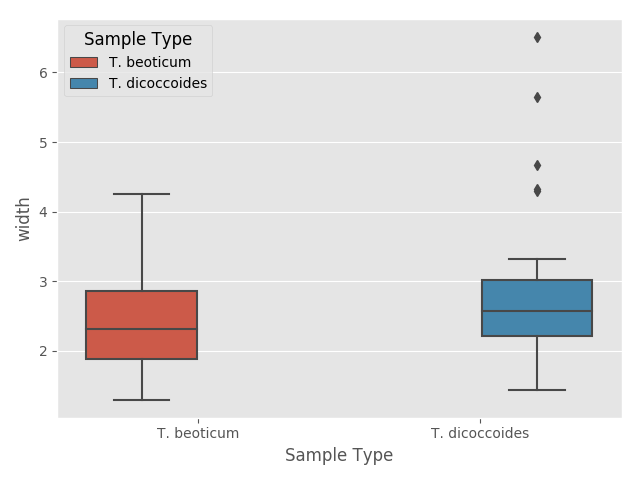 Sample Type
T. beoticum
T. dicoccoides
6
5
4
3
2
width
T. beoticum
T. dicoccoides
Sample Type